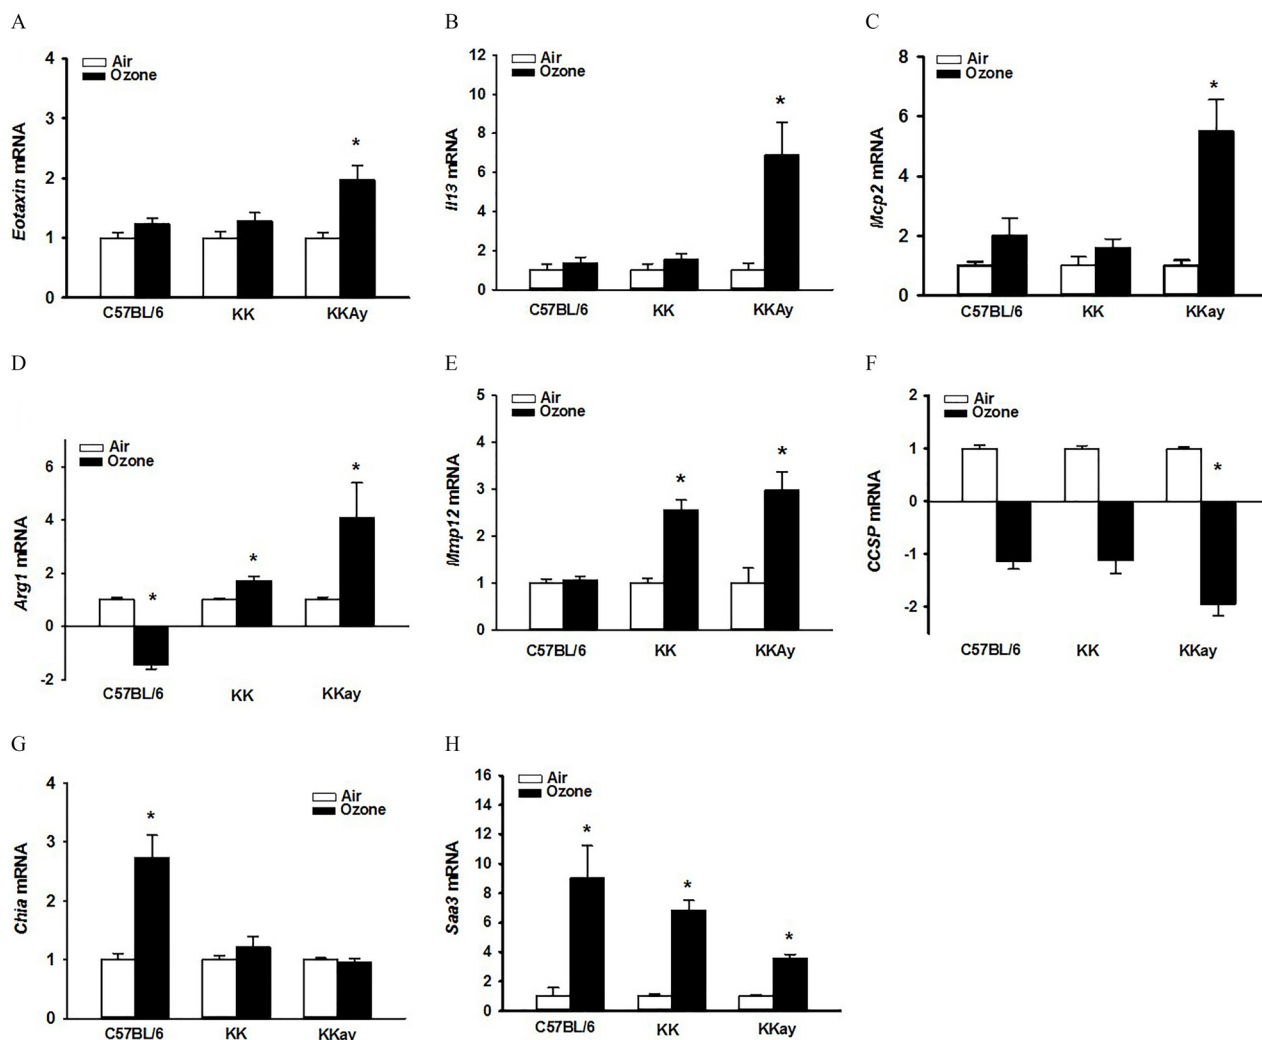 A
Air
Ozone
Eotaxin mRNA
4
3
2
1
0
*
C57BL/6
KK
KKAy
B
Air
Ozone
Il13 mRNA
12
10
8
6
4
2
0
*
C57BL/6
KK
KKAy
C
Air
Ozone
Mcp2 mRNA
8
6
4
2
0
*
C57BL/6
KK
KKay
D
Air
Ozone
Arg1 mRNA
6
4
2
0
-2
*
*
*
C57BL/6
KK
KKay
E
Air
Ozone
Mmp12 mRNA
5
4
3
2
1
0
*
*
C57BL/6
KK
KKAy
F
Air
Ozone
CCSP mRNA
2
1
0
-1
-2
*
C57BL/6
KK
KKay
G
Air
Ozone
Chia mRNA
4
3
2
1
0
*
C57BL/6
KK
KKay
H
Air
Ozone
Saa3 mRNA
16
14
12
10
8
6
4
2
0
*
*
*
C57BL/6
KK
KKay